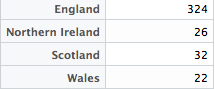 England 324
Northern Ireland 26
Scotland 32
Wales 22